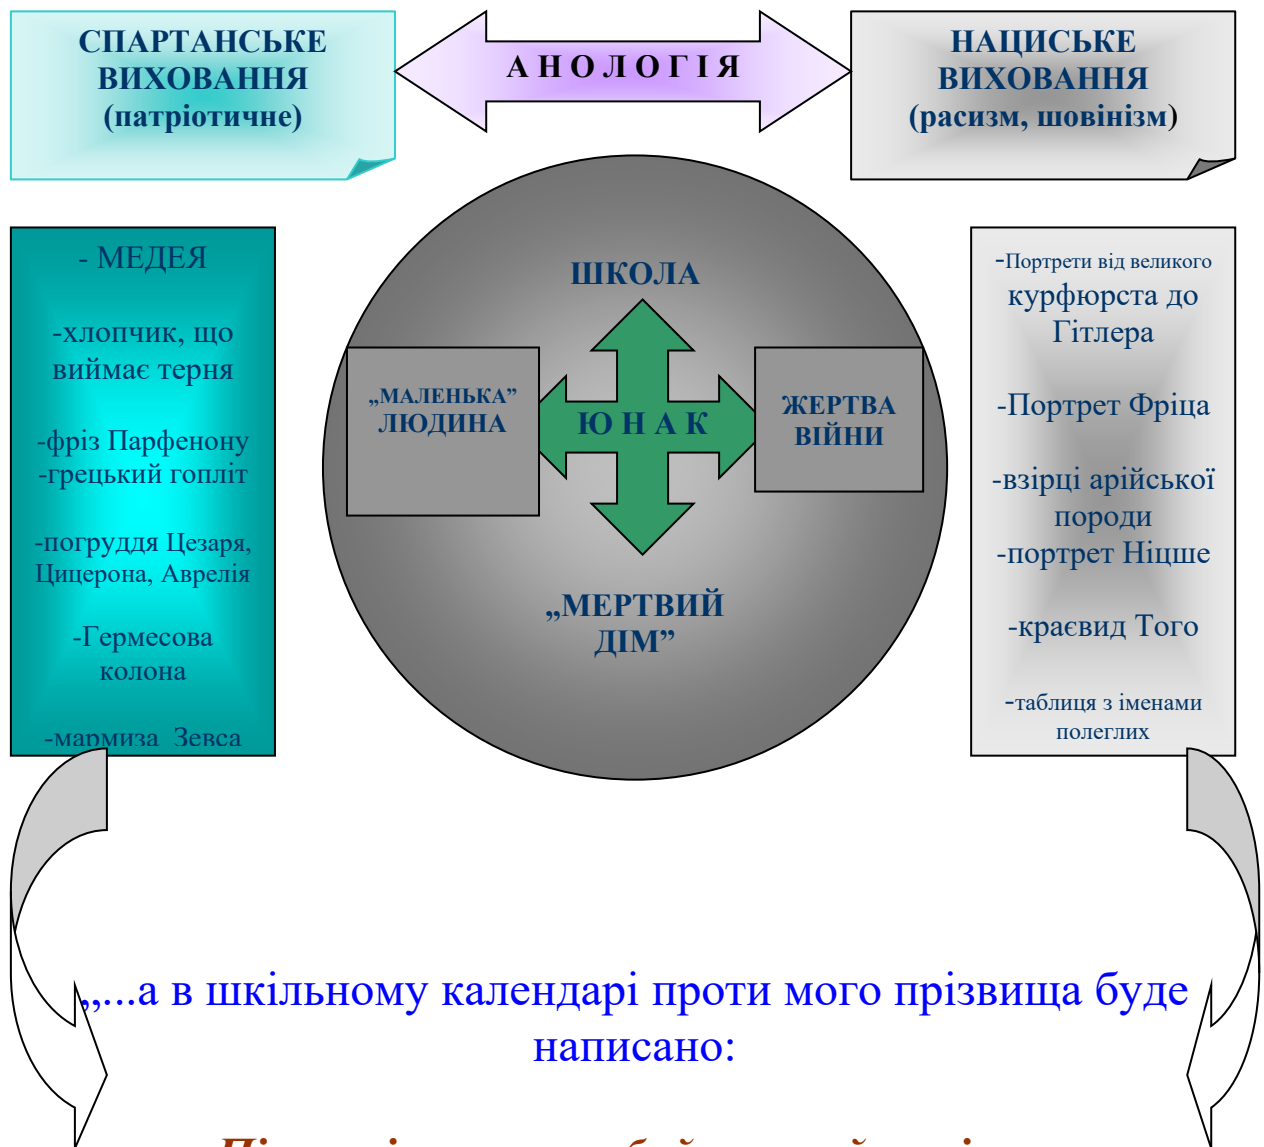 СПАРТАНСЬКЕ
ВИХОВАННЯ
(патріотичне)
А Н О Л О Г І Я
НАЦИСЬКЕ
ВИХОВАННЯ
(расизм, шовінізм)
- МЕДЕЯ
-хлопчик, що
виймає терня
-фріз Парфенону
-грецький гопліт
-погруддя Цезаря,
Цицерона, Аврелія
-Гермесова
колона
-мармиза Зевса
ШКОЛА
„МАЛЕНЬКА”
ЛЮДИНА
Ю Н А К
ЖЕРТВА
ВІЙНИ
„МЕРТВИЙ
ДІМ”
-Портрети від великого
курфюрста до
Гітлера
-Портрет Фріца
-взірці арійської
породи
-портрет Ніцше
-краєвид Того
-таблиця з іменами
полеглих
„...а в шкільному календарі проти мого прізвища буде
написано: